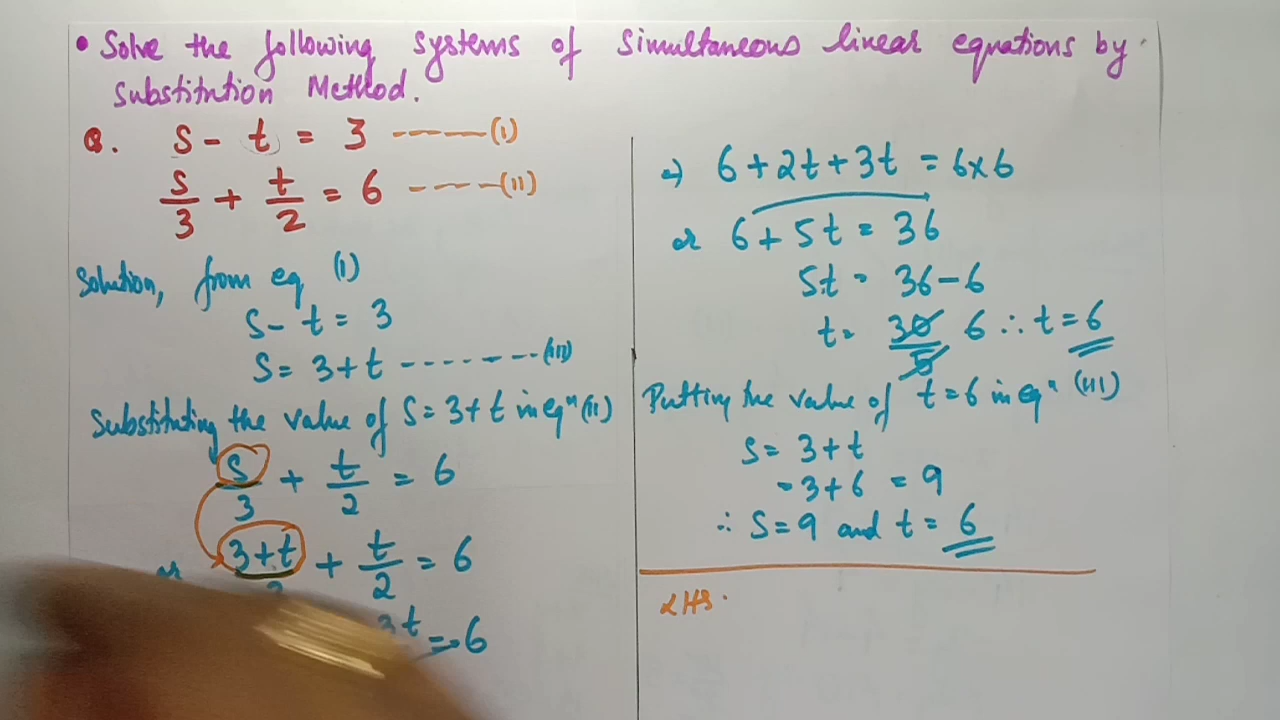 • Solve the following systems of simultaneous linear equations by
substitution Method.
Q. s - t = 3 ------(i)
s/3 + t/2 = 6 ----(ii)
Solution, from eq (i)
s - t = 3
s = 3+t --------(iii)
Substituting the value of s = 3+t in eqⁿ (ii)
s/3 + t/2 = 6
or 3+t + t/2 = 6
3t = 6
6+2t+3t = 6×6
or 6+5t = 36
5t = 36-6
t = 30/5 6 ∴ t = 6
Putting the value of t=6 in eqⁿ (iii)
s = 3+t
= 3+6 = 9
∴ s=9 and t = 6
LHS.